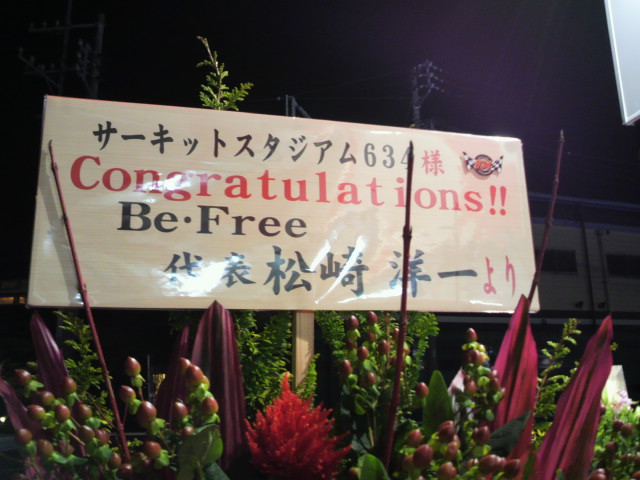 サーキットスタジアム634様
Congratulations!!
Be・Free
代表 松崎 洋一より